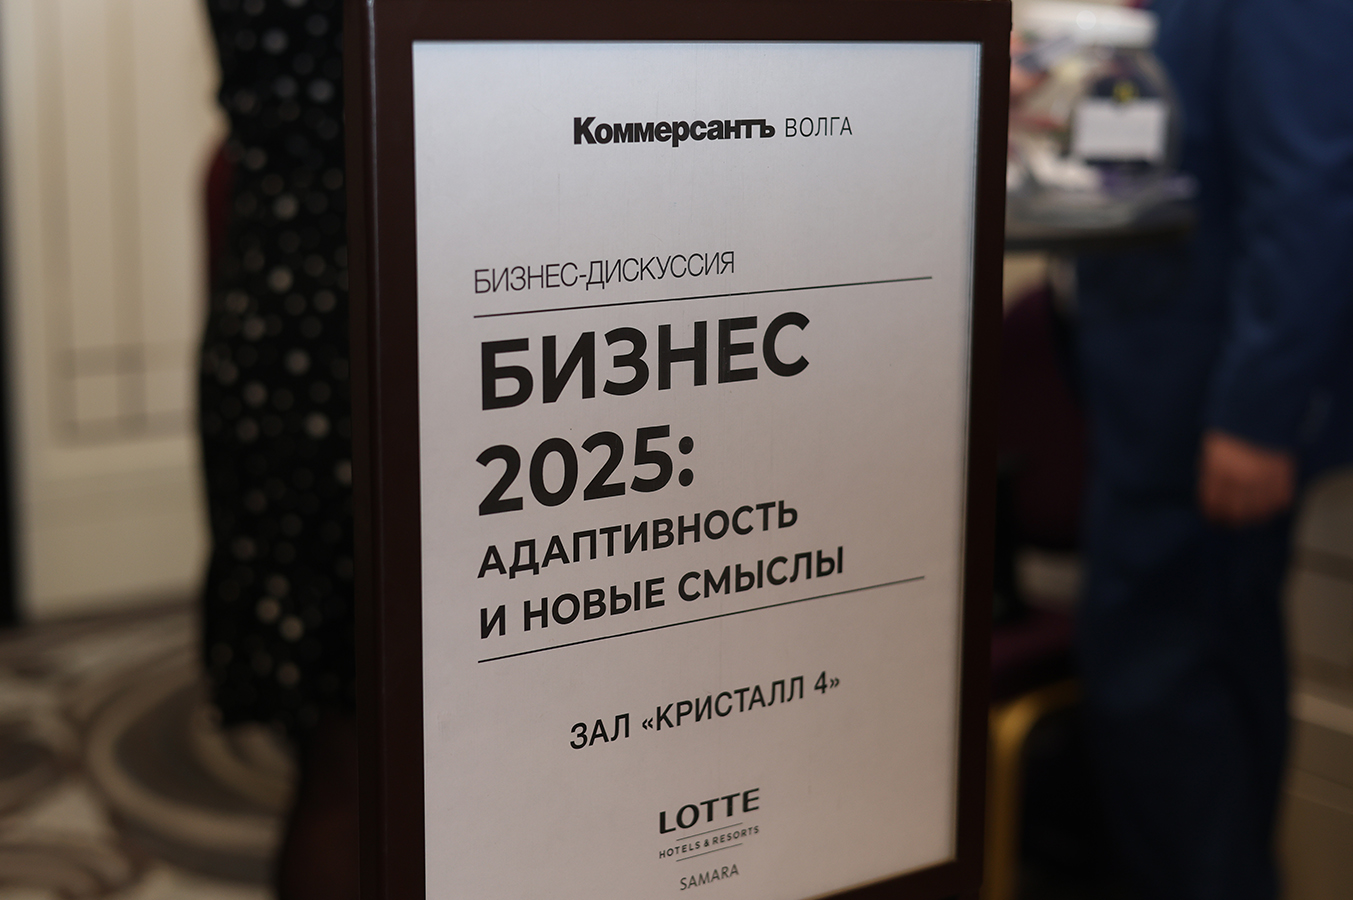 Коммерсантъ ВОЛГА
БИЗНЕС-ДИСКУССИЯ
БИЗНЕС
2025:
АДАПТИВНОСТЬ
И НОВЫЕ СМЫСЛЫ
ЗАЛ «КРИСТАЛЛ 4»
LOTTE
HOTELS & RESORTS
SAMARA